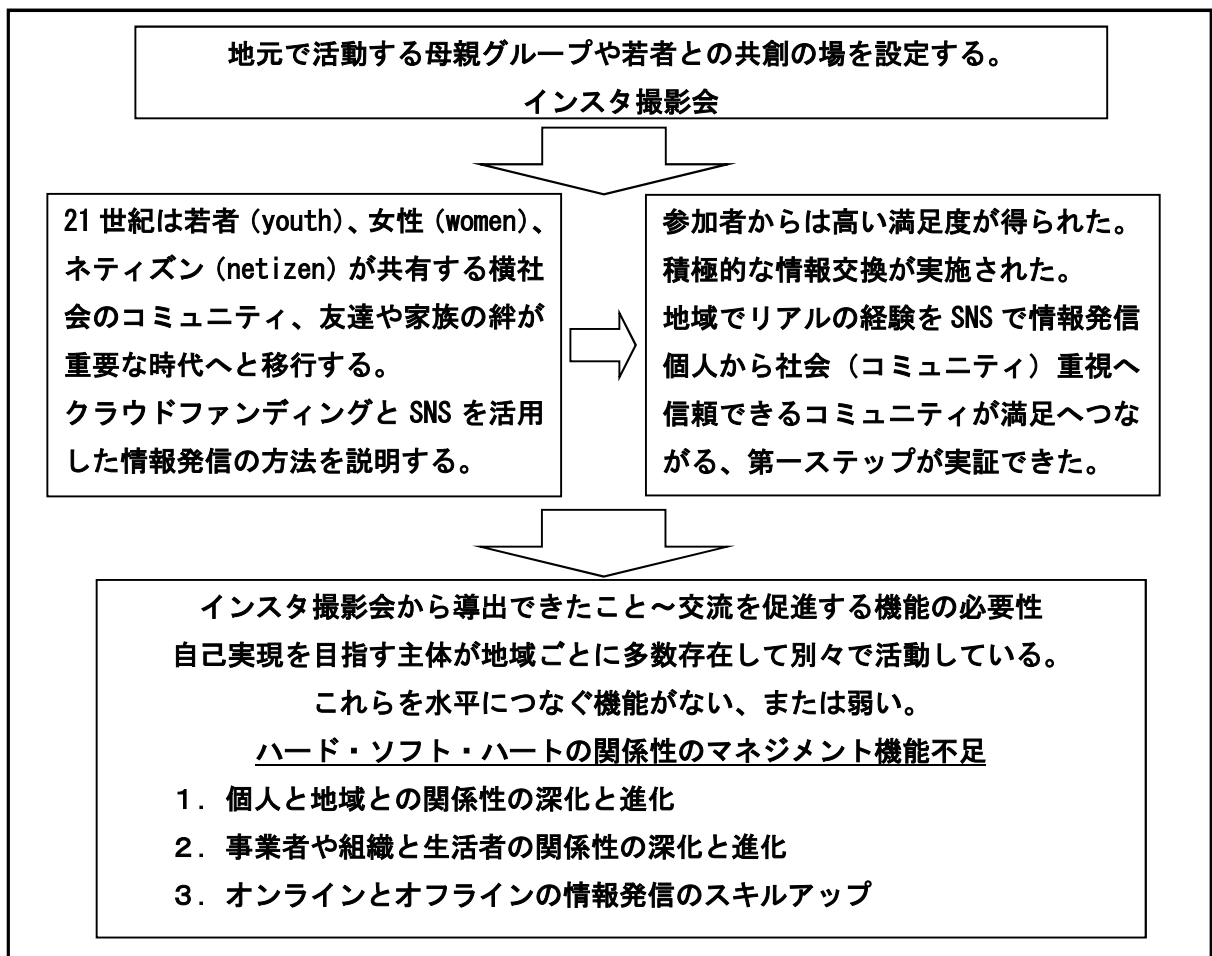 地元で活動する母親グループや若者との共創の場を設定する。
インスタ撮影会
21 世紀は若者（youth）、女性（women）、
ネティズン（netizen）が共有する横社
会のコミュニティ、友達や家族の絆が
重要な時代へと移行する。
クラウドファンディングと SNS を活用
した情報発信の方法を説明する。
参加者からは高い満足度が得られた。
積極的な情報交換が実施された。
地域でリアルの経験を SNS で情報発信
個人から社会（コミュニティ）重視へ
信頼できるコミュニティが満足へつな
がる、第一ステップが実証できた。
インスタ撮影会から導出できたこと～交流を促進する機能の必要性
自己実現を目指す主体が地域ごとに多数存在して別々で活動している。
これらを水平につなぐ機能がない、または弱い。
ハード・ソフト・ハートの関係性のマネジメント機能不足
１．個人と地域との関係性の深化と進化
２．事業者や組織と生活者の関係性の深化と進化
３．オンラインとオフラインの情報発信のスキルアップ